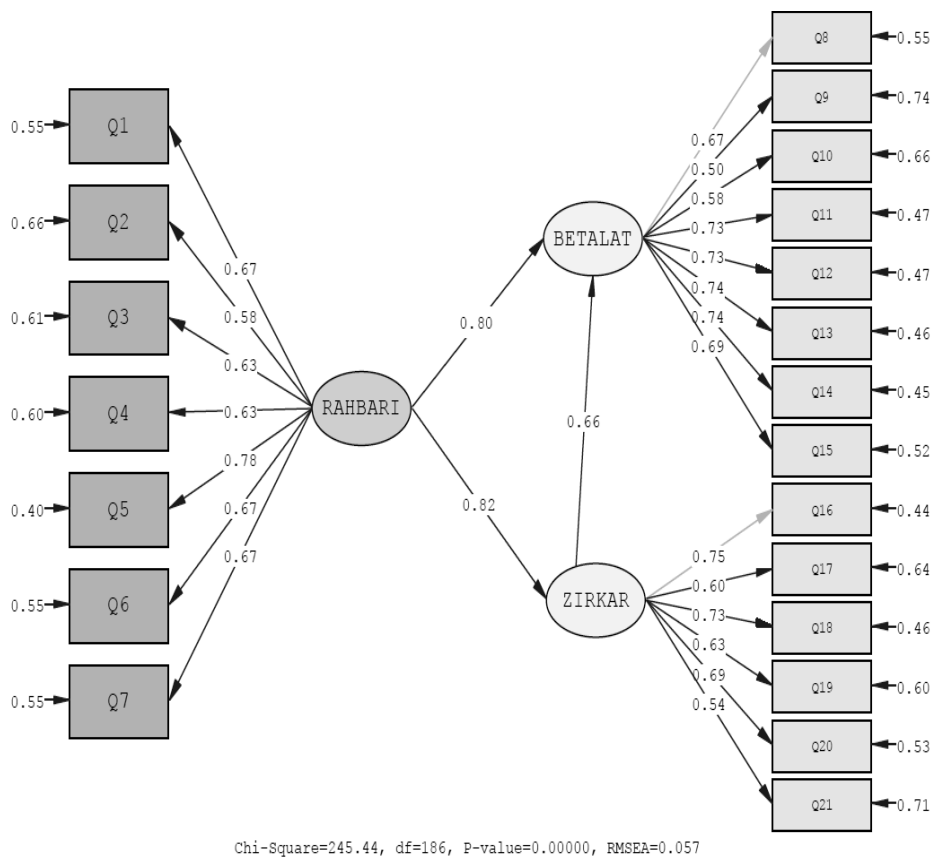 0.55 Q1
0.66 Q2
0.61 Q3
0.60 Q4
0.40 Q5
0.55 Q6
0.55 Q7
0.67
0.58
0.63
0.63
0.78
0.67
0.67
RAHBARI
0.80
0.82
BETALAT
0.66
ZIRKAR
0.67
0.50
0.58
0.73
0.73
0.74
0.74
0.69
0.75
0.60
0.73
0.63
0.69
0.54
Q8 0.55
Q9 0.74
Q10 0.66
Q11 0.47
Q12 0.47
Q13 0.46
Q14 0.45
Q15 0.52
Q16 0.44
Q17 0.64
Q18 0.46
Q19 0.60
Q20 0.53
Q21 0.71
Chi-Square=245.44, df=186, P-value=0.00000, RMSEA=0.057